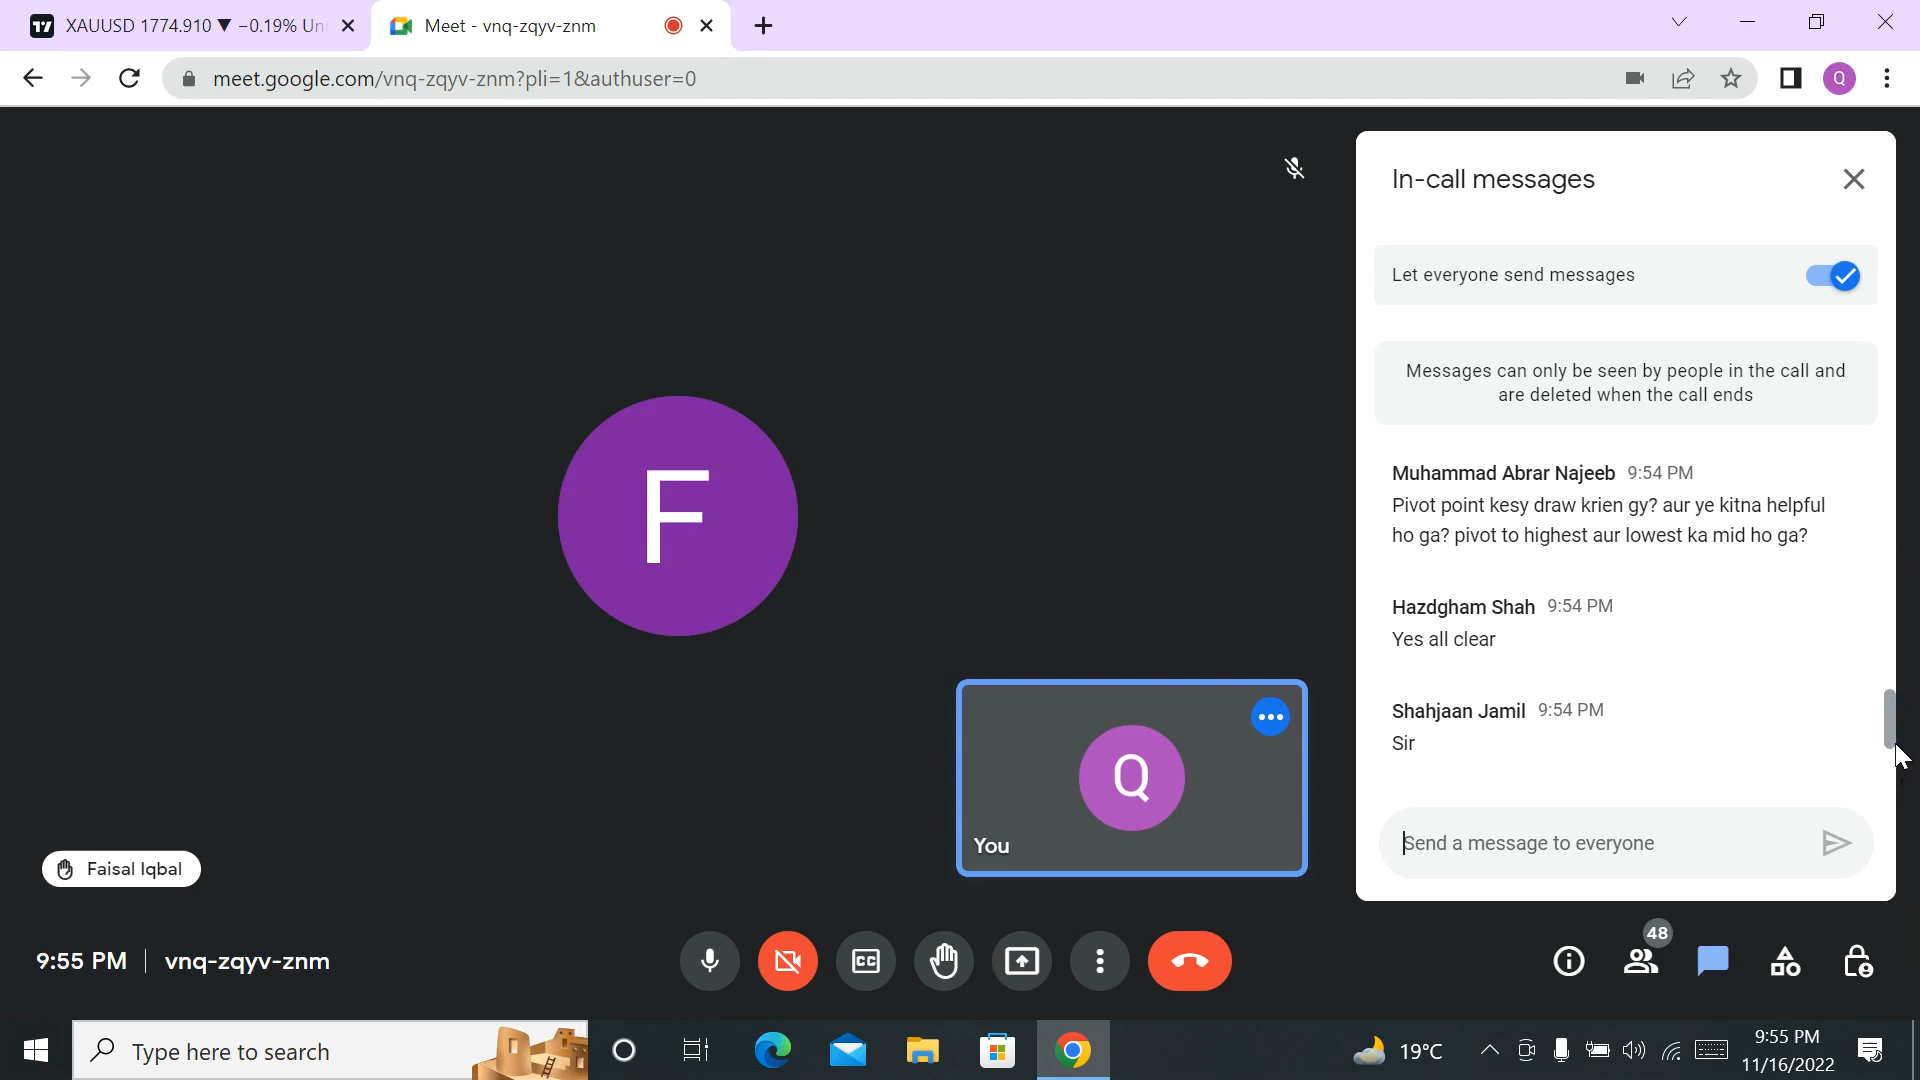 XAUUSD 1774.910 ▼ −0.19% Un
Meet - vnq-zqyv-znm
meet.google.com/vnq-zqyv-znm?pli=1&authuser=0
Q
In-call messages
Let everyone send messages
Messages can only be seen by people in the call and
are deleted when the call ends
Muhammad Abrar Najeeb 9:54 PM
Pivot point kesy draw krien gy? aur ye kitna helpful
ho ga? pivot to highest aur lowest ka mid ho ga?
Hazdgham Shah 9:54 PM
Yes all clear
Shahjaan Jamil 9:54 PM
Sir
Send a message to everyone
F
Q
You
Faisal Iqbal
9:55 PM | vnq-zqyv-znm
CC
48
Type here to search
19°C
9:55 PM
11/16/2022